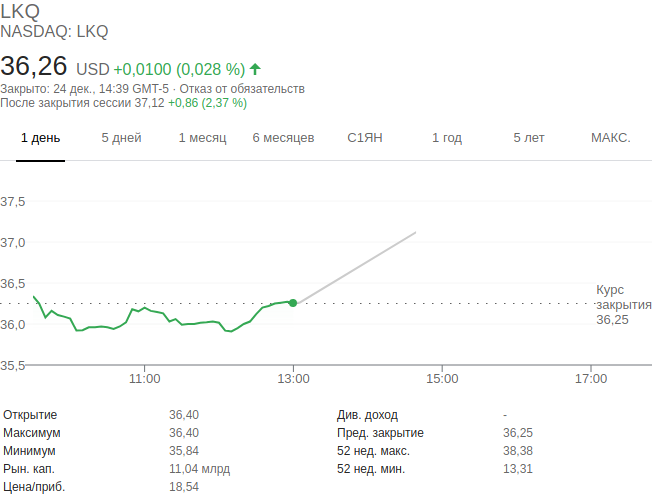 LKQ
NASDAQ: LKQ
36,26 USD +0,0100 (0,028 %)
Закрыто: 24 дек., 14:39 GMT-5 · Отказ от обязательств
После закрытия сессии 37,12 +0,86 (2,37 %)
1 день 5 дней 1 месяц 6 месяцев С1ЯН 1 год 5 лет МАКС.
37,5
37,0
36,5
Курс
закрытия
36,25
36,0
35,5
11:00 13:00 15:00 17:00
Открытие 36,40 Див. доход -
Максимум 36,40 Пред. закрытие 36,25
Минимум 35,84 52 нед. макс. 38,38
Рын. кап. 11,04 млрд 52 нед. мин. 13,31
Цена/приб. 18,54